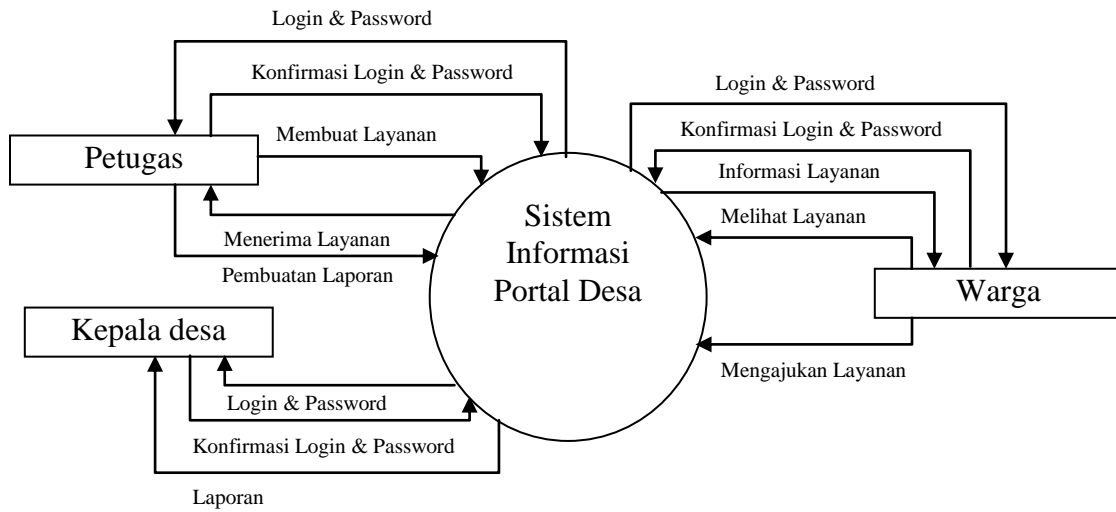 Login & Password
Konfirmasi Login & Password
Login & Password
Membuat Layanan
Konfirmasi Login & Password
Petugas
Informasi Layanan
Sistem
Informasi
Portal Desa
Melihat Layanan
Menerima Layanan
Pembuatan Laporan
Warga
Kepala desa
Mengajukan Layanan
Login & Password
Konfirmasi Login & Password
Laporan